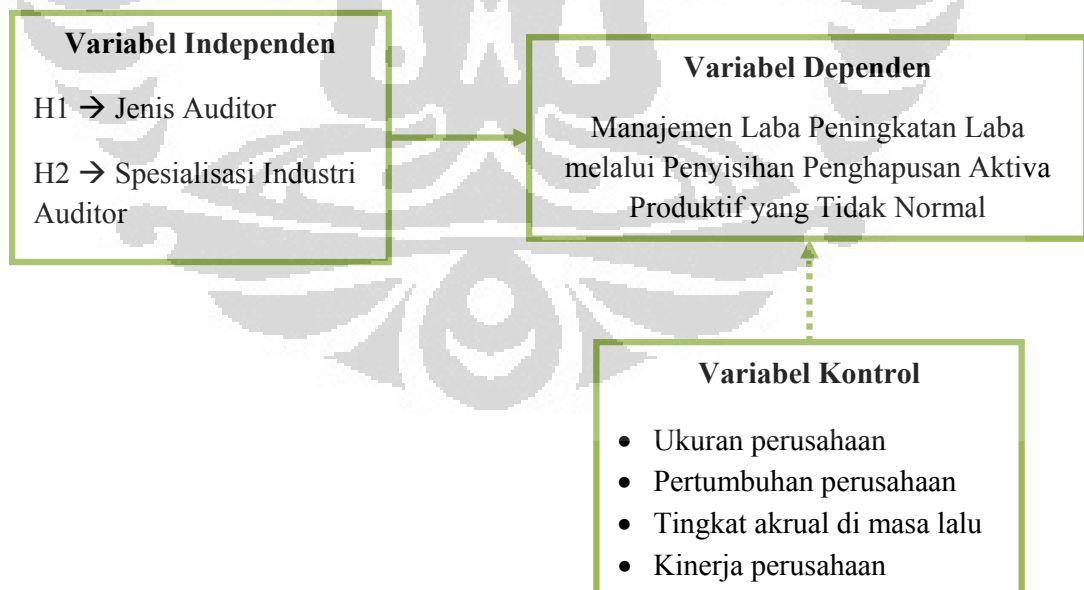 Variabel Independen
H1 → Jenis Auditor
H2 → Spesialisasi Industri
Auditor
Variabel Dependen
Manajemen Laba Peningkatan Laba
melalui Penyisihan Penghapusan Aktiva
Produktif yang Tidak Normal
Variabel Kontrol
• Ukuran perusahaan
• Pertumbuhan perusahaan
• Tingkat akrual di masa lalu
• Kinerja perusahaan